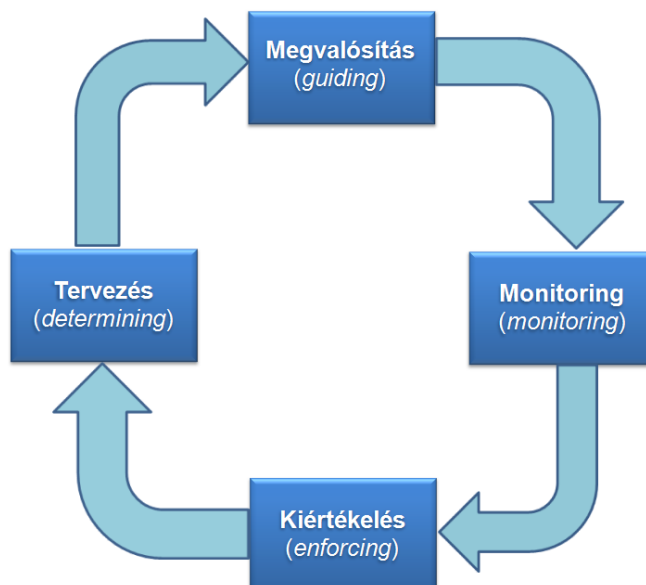 Megvalósítás
(guiding)
Tervezés
(determining)
Monitoring
(monitoring)
Kiértékelés
(enforcing)